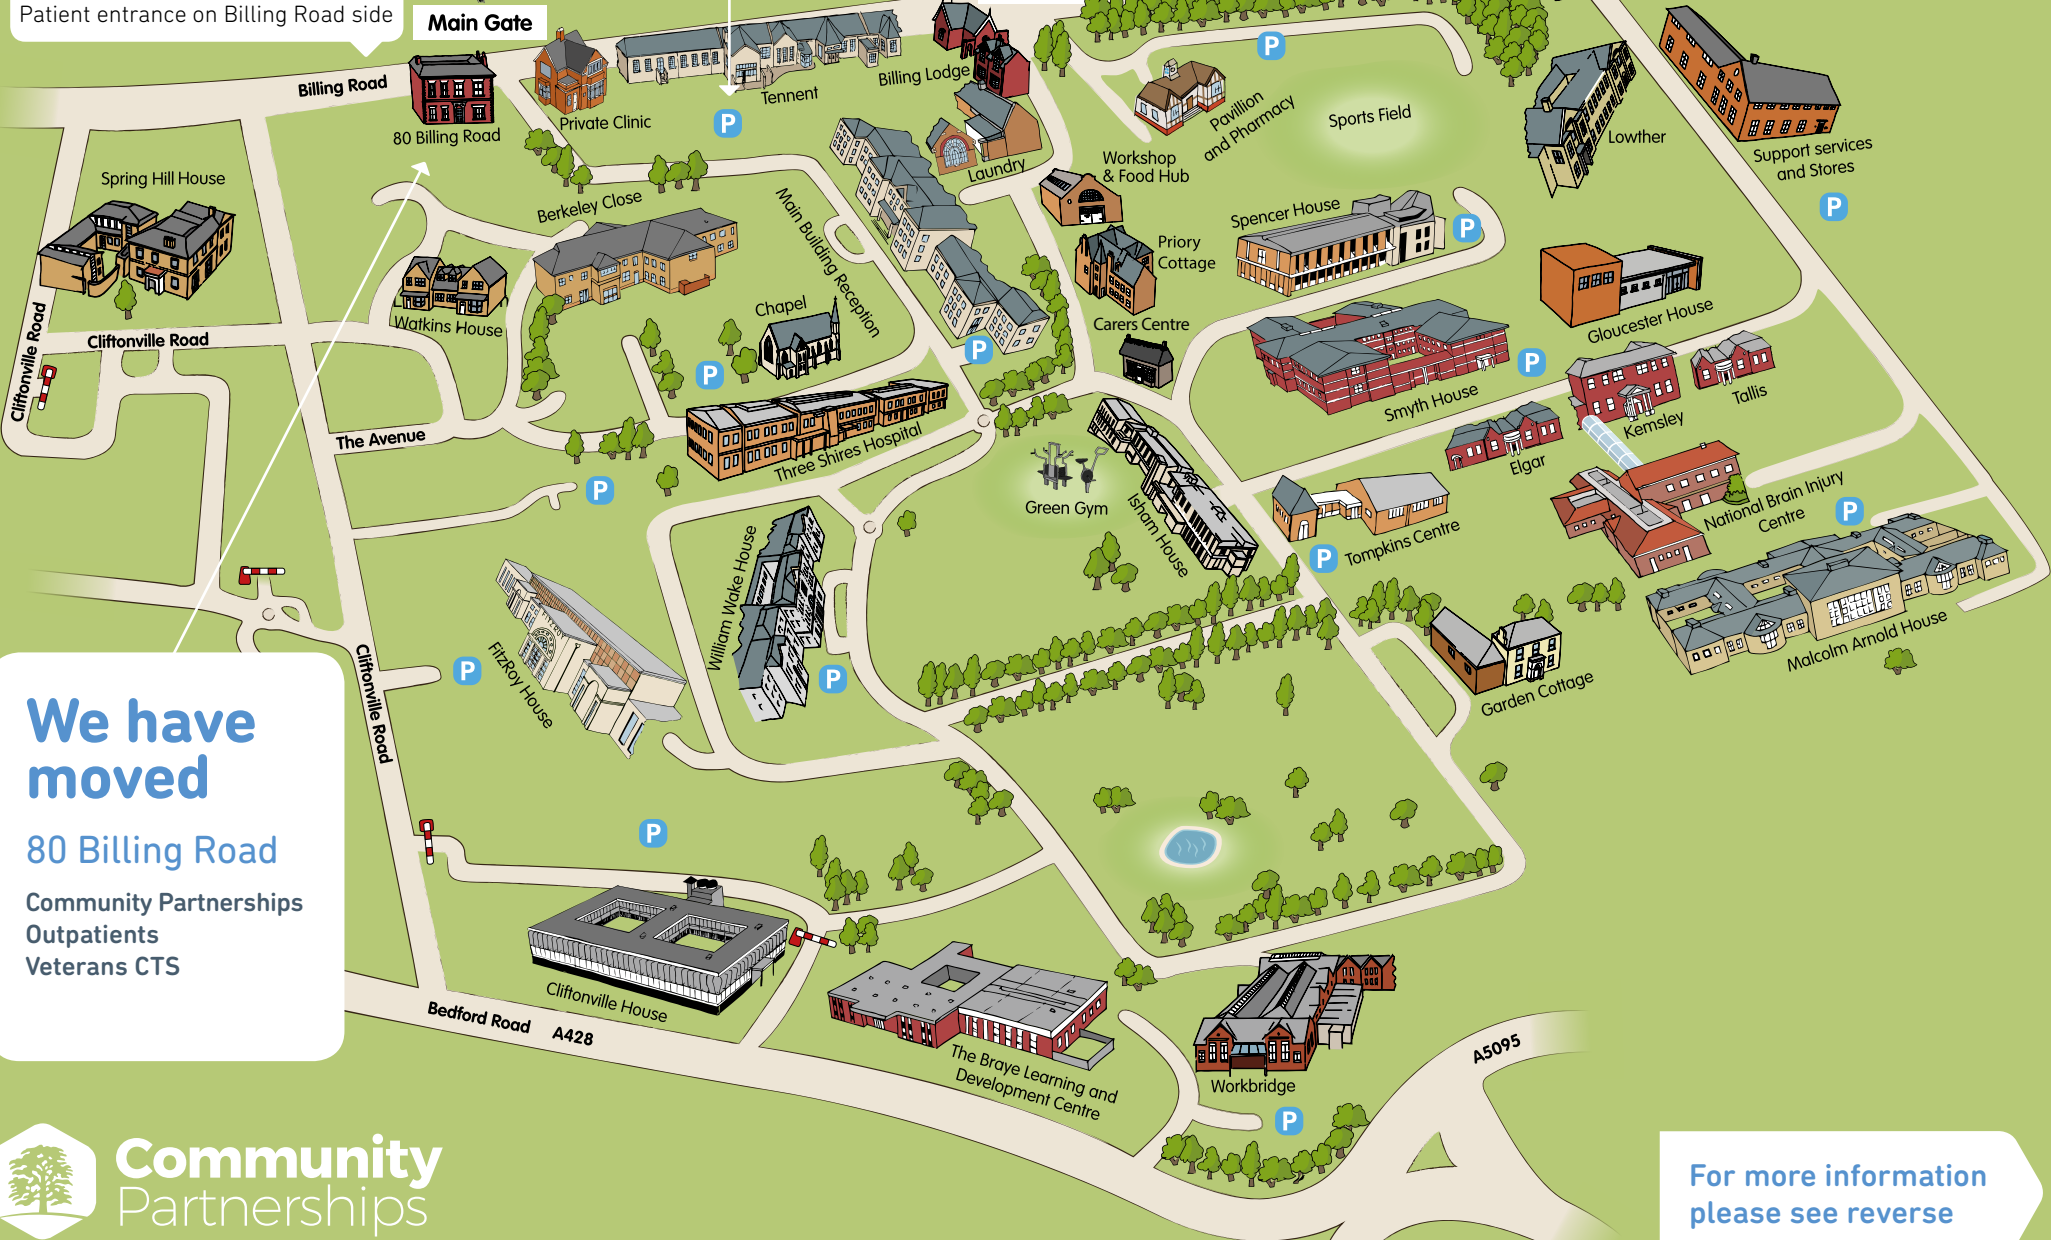 Patient entrance on Billing Road side
Main Gate
Billing Road
80 Billing Road
Private Clinic
Tennent
P
Billing Lodge
Laundry
P
Pavillion
and Pharmacy
Sports Field
Workshop
& Food Hub
Lowther
Support services
and Stores
P
Spring Hill House
Berkeley Close
Main Building Reception
Priory
Cottage
Spencer House
P
Cliftonville Road
Cliftonville Road
Watkins House
Chapel
P
P
Carers Centre
Smyth House
P
Gloucester House
Tallis
Kemsley
Elgar
The Avenue
Three Shires Hospital
P
Green Gym
Isham House
P
Tompkins Centre
National Brain Injury
Centre
P
Malcolm Arnold House
Garden Cottage
William Wake House
P
FitzRoy House
P
Cliftonville Road
P
We have
moved
80 Billing Road
Community Partnerships
Outpatients
Veterans CTS
Cliftonville House
Bedford Road A428
The Braye Learning and
Development Centre
Workbridge
P
A5095
Community
Partnerships
For more information
please see reverse